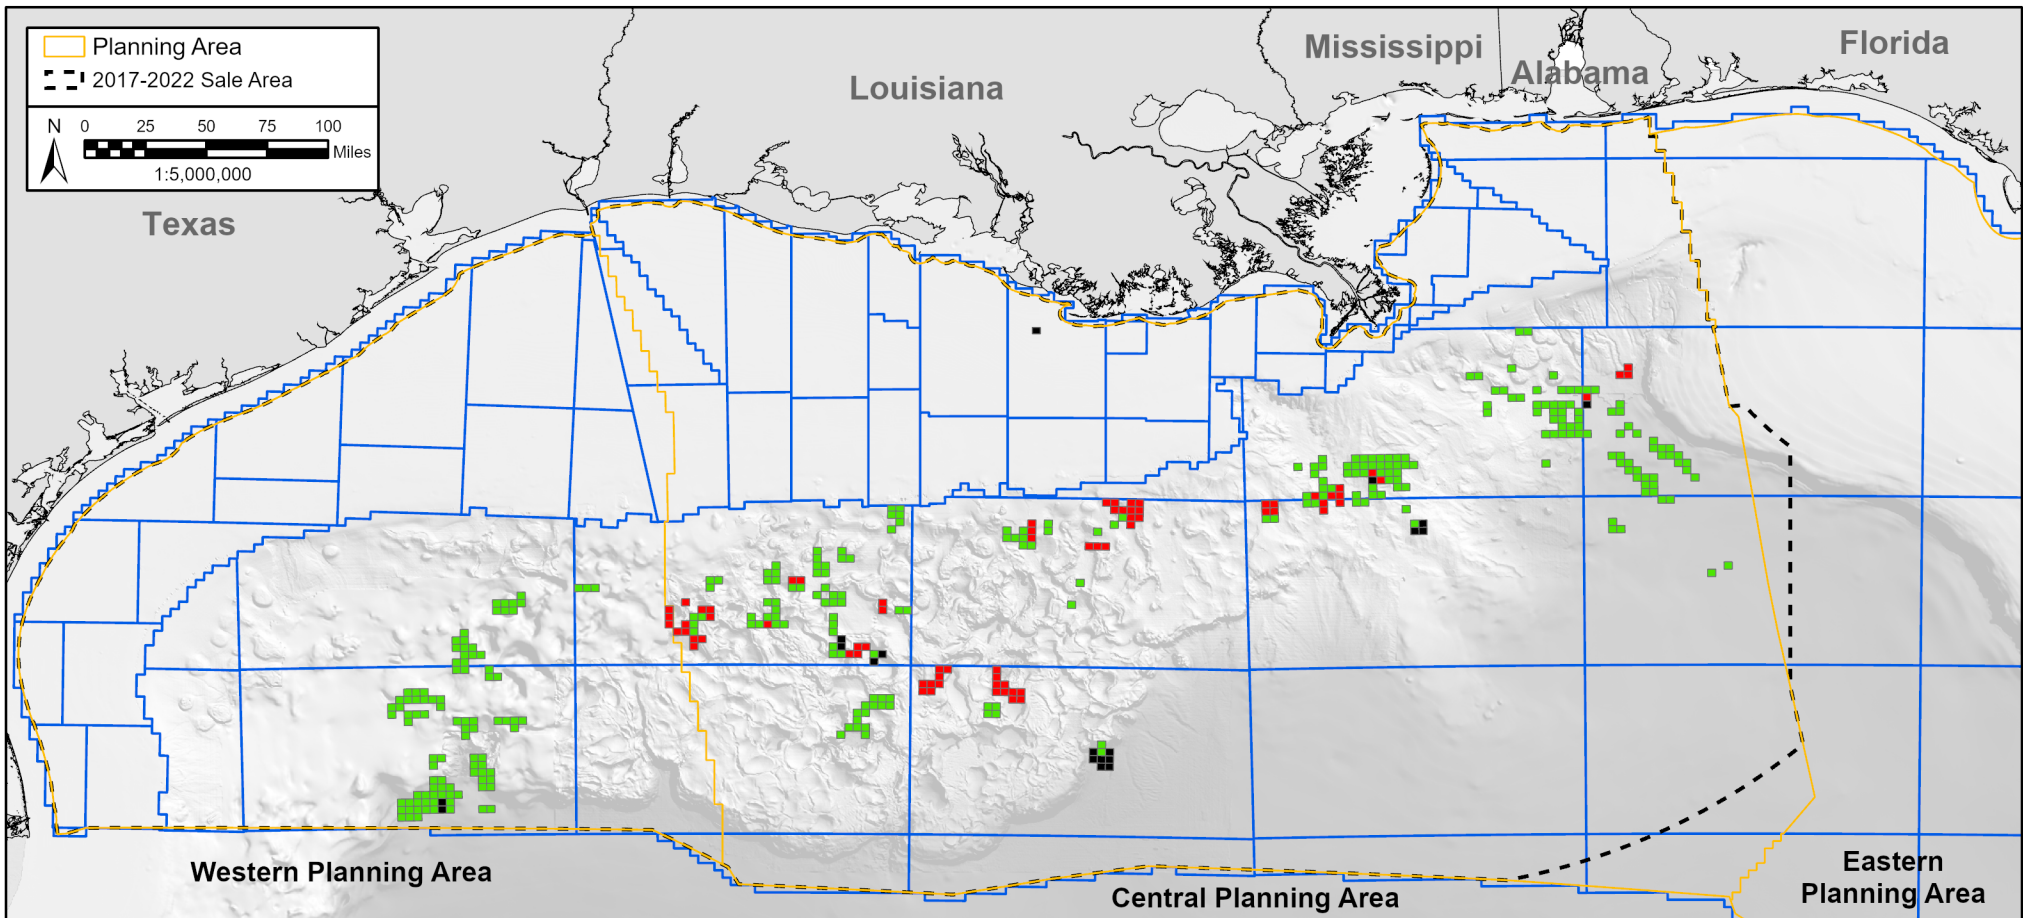 Planning Area
2017-2022 Sale Area
N
0 25 50 75 100
Miles
1:5,000,000
Texas
Louisiana
Mississippi
Alabama
Florida
Western Planning Area
Central Planning Area
Eastern
Planning Area